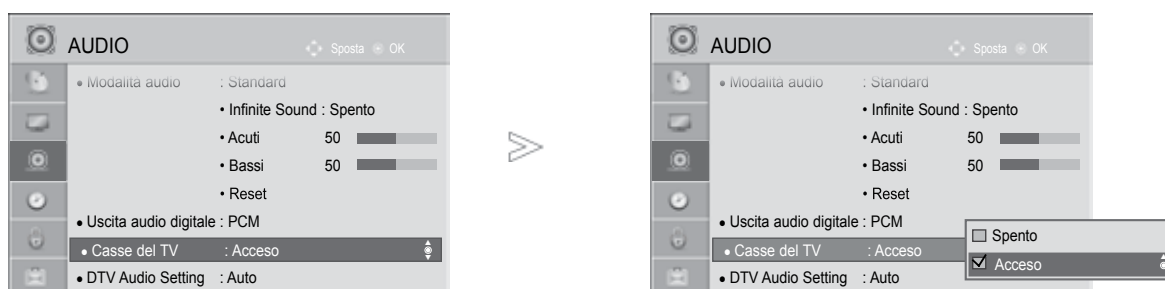 AUDIO
Sposta OK
• Modalità audio : Standard
• Infinite Sound : Spento
• Acuti 50
• Bassi 50
• Reset
• Uscita audio digitale : PCM
• Casse del TV : Acceso
• DTV Audio Setting : Auto
AUDIO
Sposta OK
• Modalità audio : Standard
• Infinite Sound : Spento
• Acuti 50
• Bassi 50
• Reset
• Uscita audio digitale : PCM
• Casse del TV : Acceso
• DTV Audio Setting : Auto
Spento
Acceso